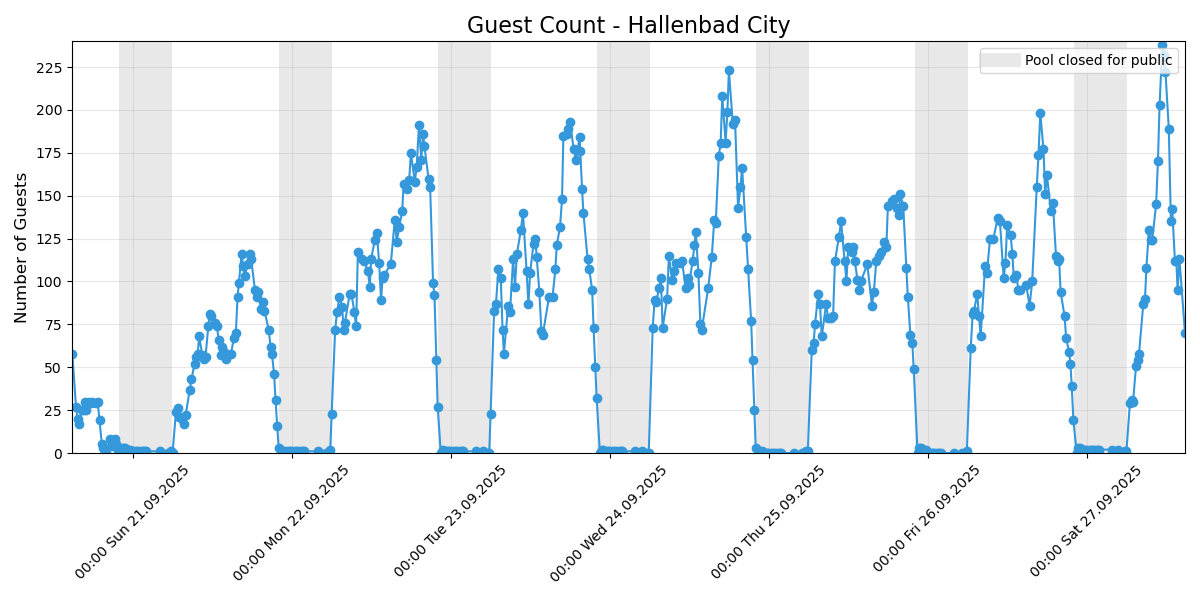 Guest Count - Hallenbad City
Pool closed for public
Number of Guests
225
200
175
150
125
100
75
50
25
0
00:00 Sun 21.09.2025
00:00 Mon 22.09.2025
00:00 Tue 23.09.2025
00:00 Wed 24.09.2025
00:00 Thu 25.09.2025
00:00 Fri 26.09.2025
00:00 Sat 27.09.2025